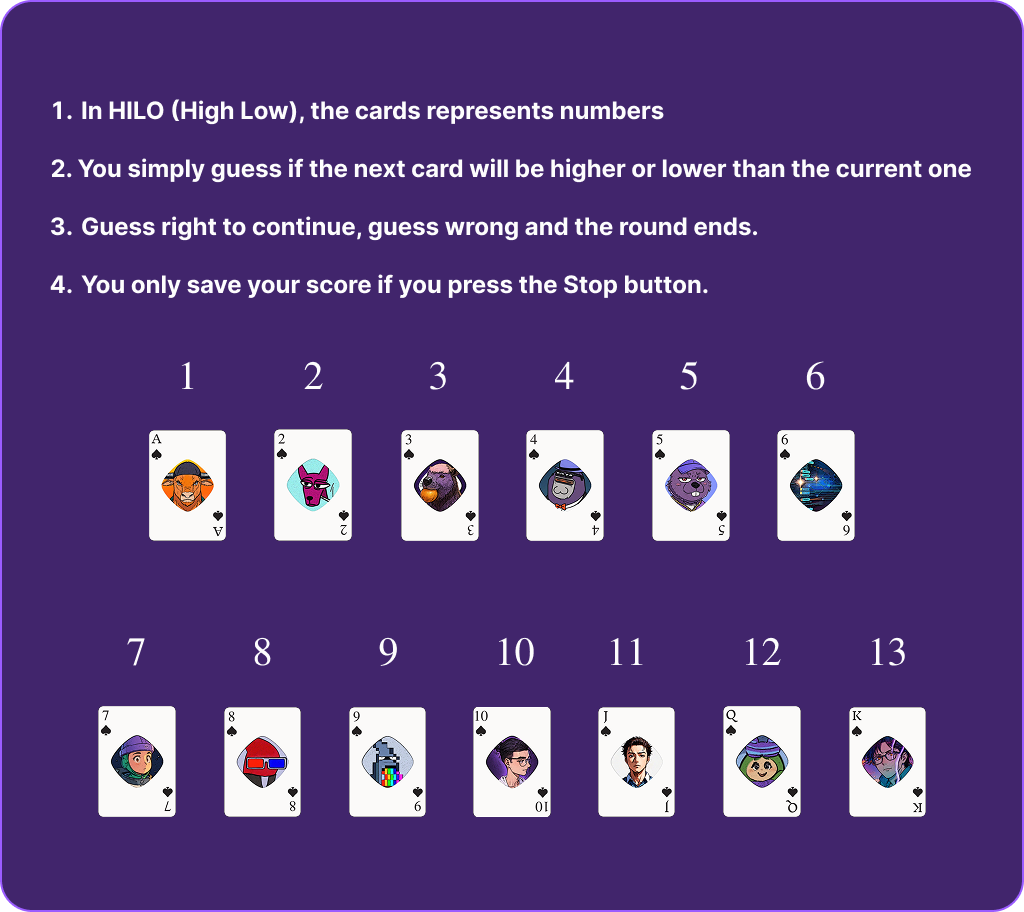 1. In HILO (High Low), the cards represents numbers
2. You simply guess if the next card will be higher or lower than the current one
3. Guess right to continue, guess wrong and the round ends.
4. You only save your score if you press the Stop button.
1 2 3 4 5 6
A 2 3 4 5 6
A 2 3 4 5 6
7 8 9 10 11 12 13
7 8 9 10 J Q K
7 8 9 10 J Q K